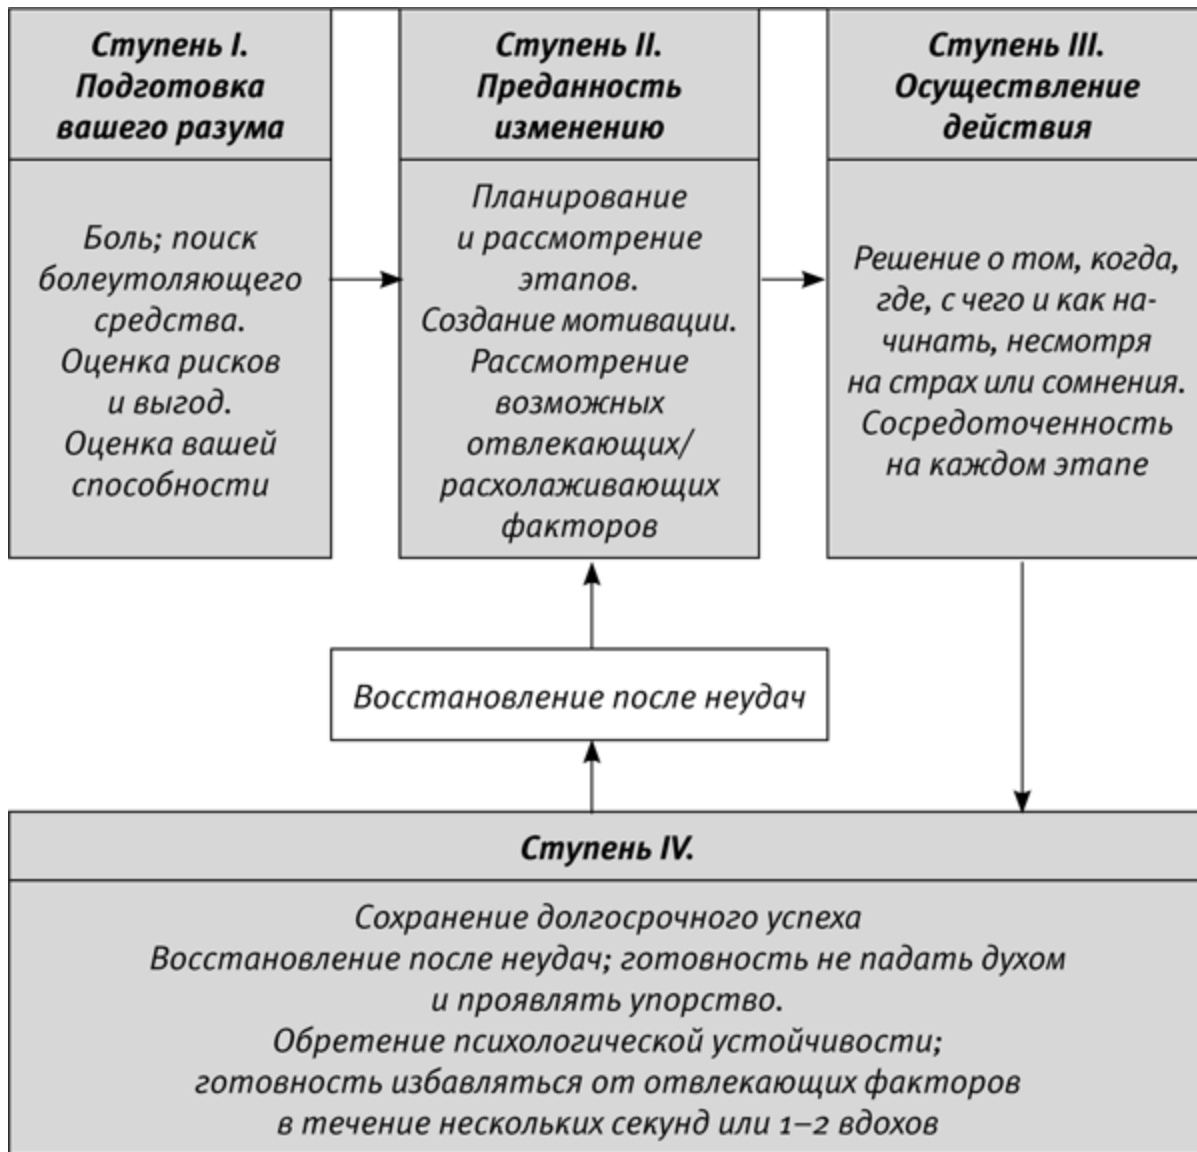 Ступень I.
Подготовка
вашего разума
Боль; поиск
болеутоляющего
средства.
Оценка рисков
и выгод.
Оценка вашей
способности
Ступень II.
Преданность
изменению
Планирование
и рассмотрение
этапов.
Создание мотивации.
Рассмотрение
возможных
отвлекающих/
расхолаживающих
факторов
Ступень III.
Осуществление
действия
Решение о том, когда,
где, с чего и как на-
чинать, несмотря
на страх или сомнения.
Сосредоточенность
на каждом этапе
Восстановление после неудач
Ступень IV.
Сохранение долгосрочного успеха
Восстановление после неудач; готовность не падать духом
и проявлять упорство.
Обретение психологической устойчивости;
готовность избавляться от отвлекающих факторов
в течение нескольких секунд или 1–2 вдохов